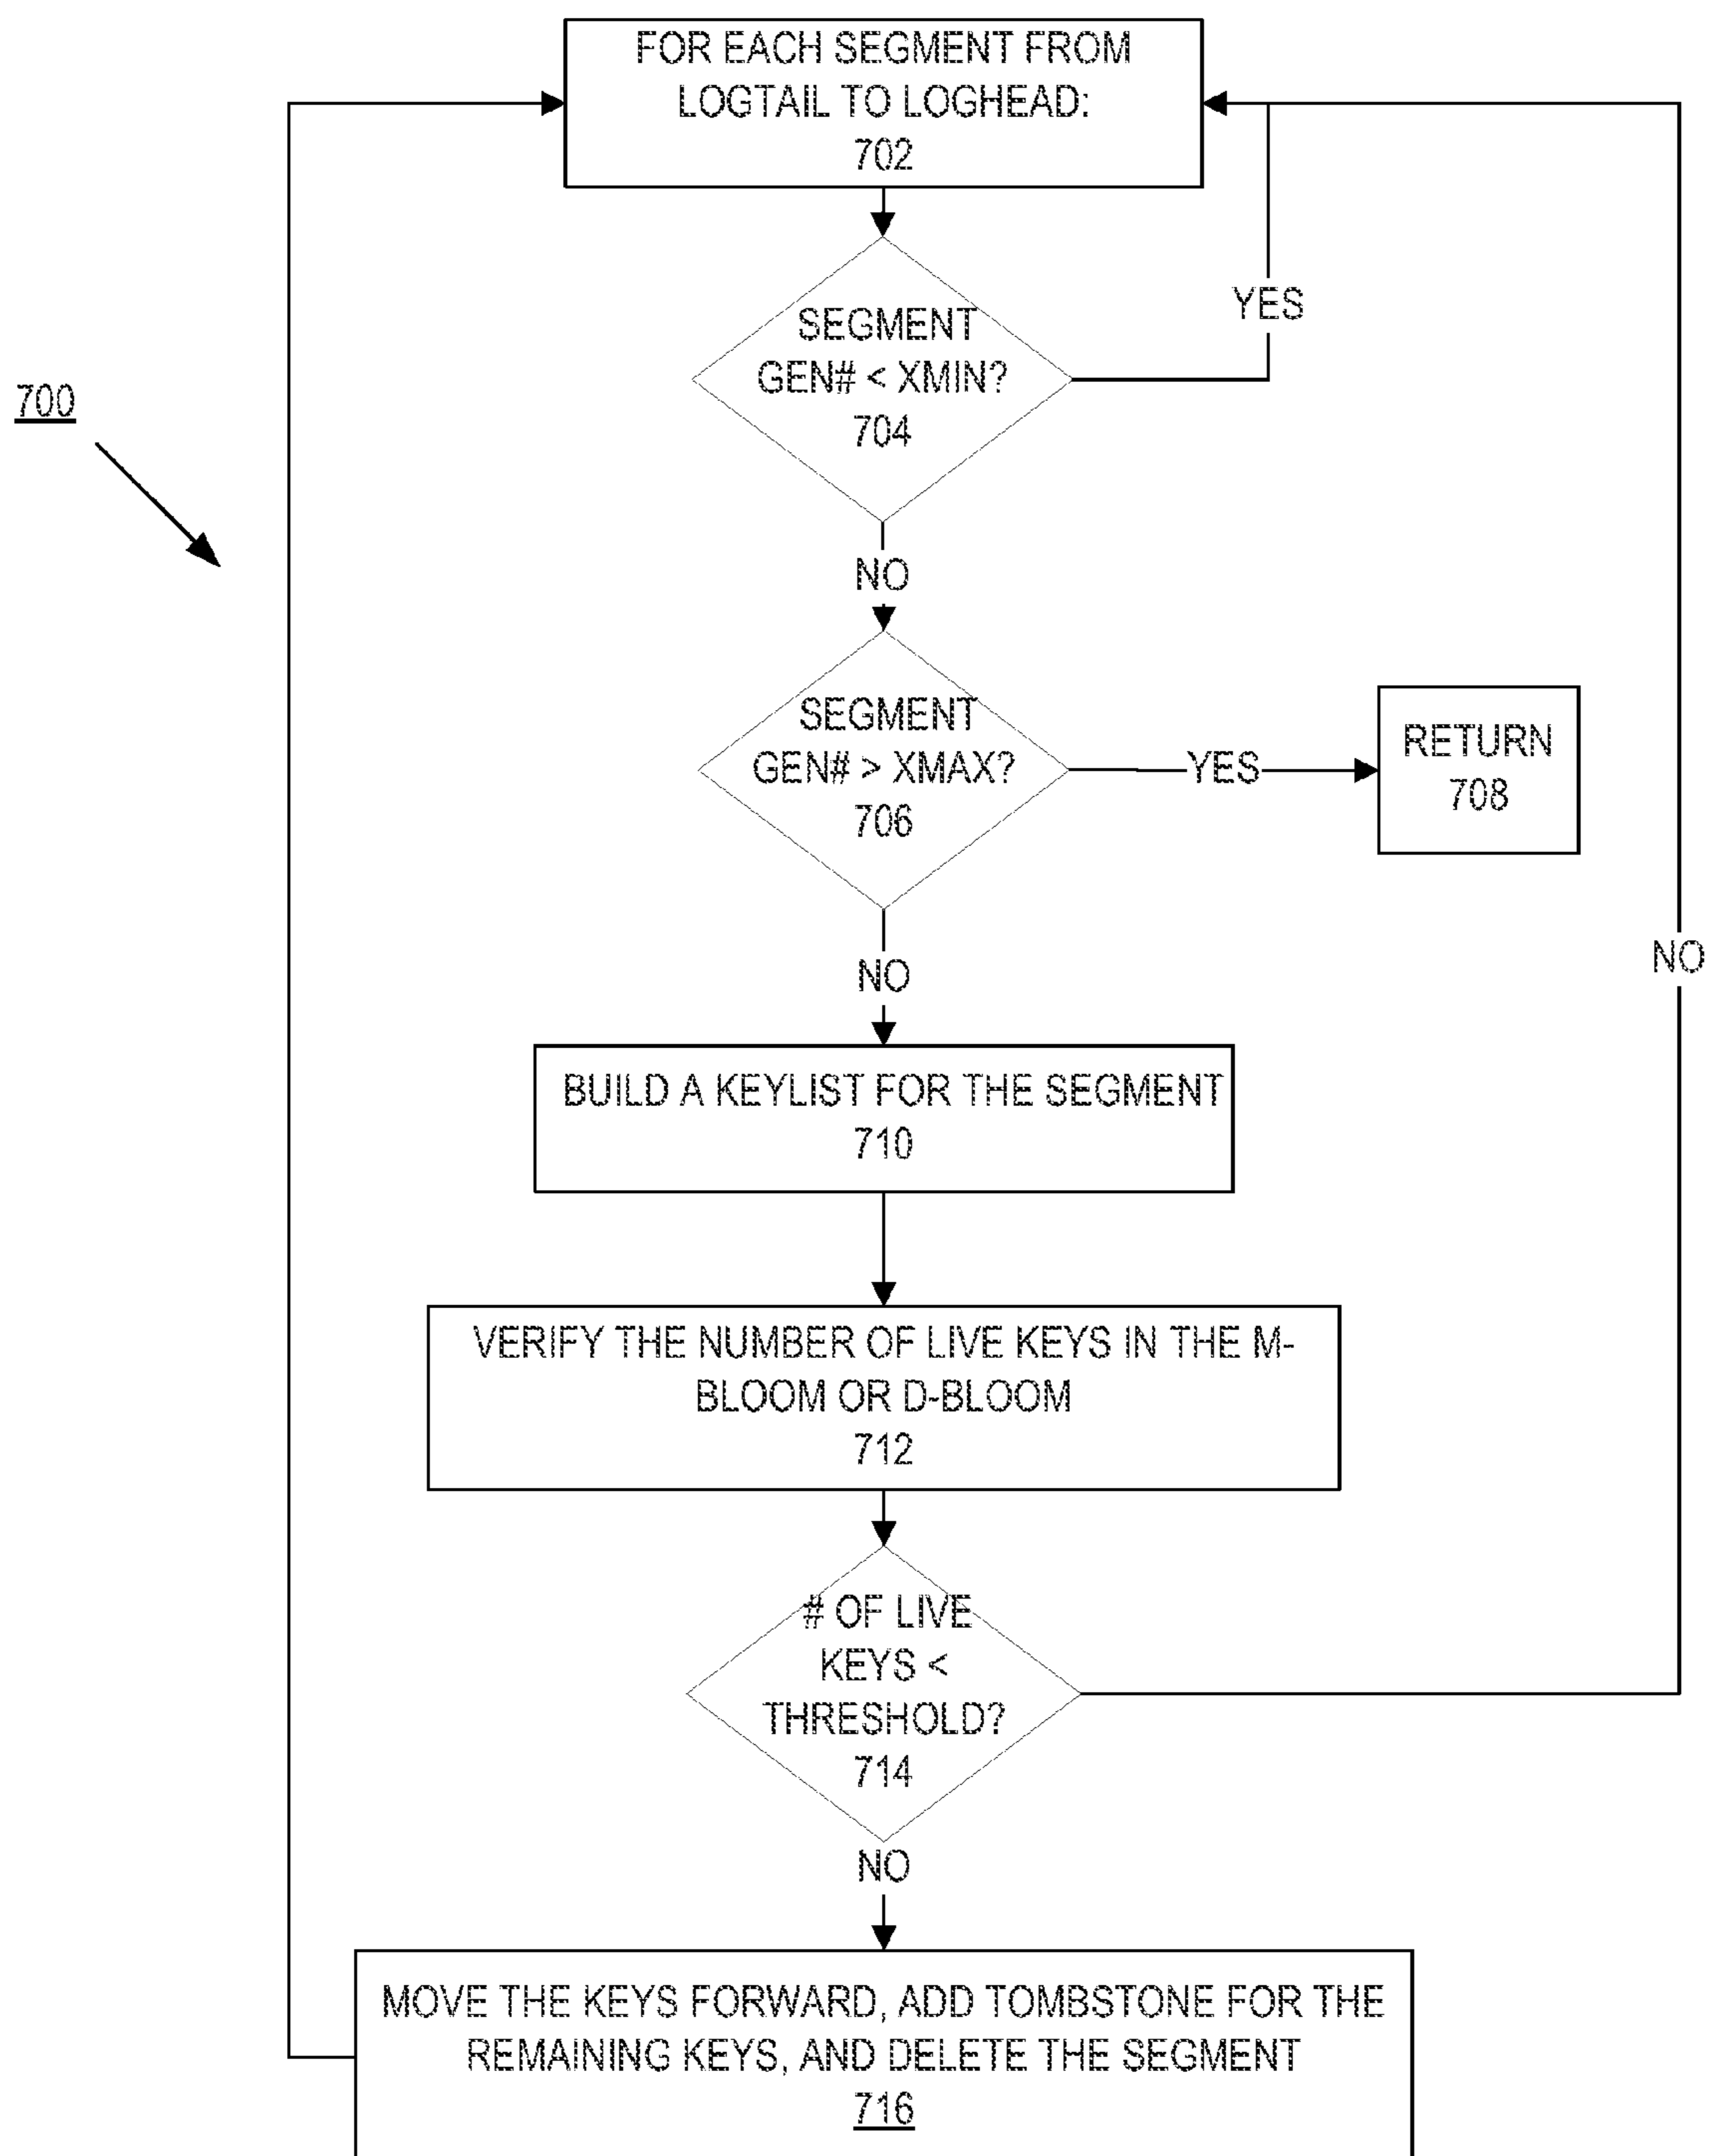 FOR EACH SEGMENT FROM
LOGTAIL TO LOGHEAD:
702
SEGMENT
GEN# < XMIN?
704
YES
700
NO
SEGMENT
GEN# > XMAX?
706
YES
RETURN
708
NO
NO
BUILD A KEYLIST FOR THE SEGMENT
710
VERIFY THE NUMBER OF LIVE KEYS IN THE M-
BLOOM OR D-BLOOM
712
# OF LIVE
KEYS <
THRESHOLD?
714
NO
MOVE THE KEYS FORWARD, ADD TOMBSTONE FOR THE
REMAINING KEYS, AND DELETE THE SEGMENT
716